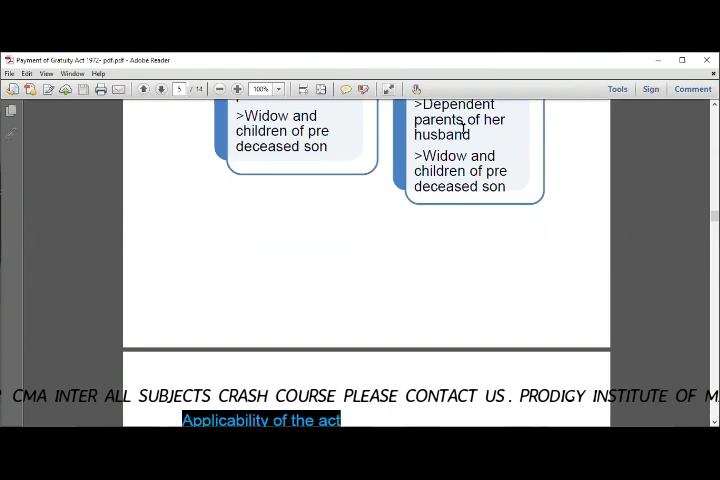 Payment of Gratuity Act 1972- pdf.pdf - Adobe Reader
File Edit View Window Help
5 / 14 100% Tools Sign Comment
>Widow and
children of pre
deceased son
>Dependent
parents of her
husband
>Widow and
children of pre
deceased son
CMA INTER ALL SUBJECTS CRASH COURSE PLEASE CONTACT US . PRODIGY INSTITUTE OF
Applicability of the act